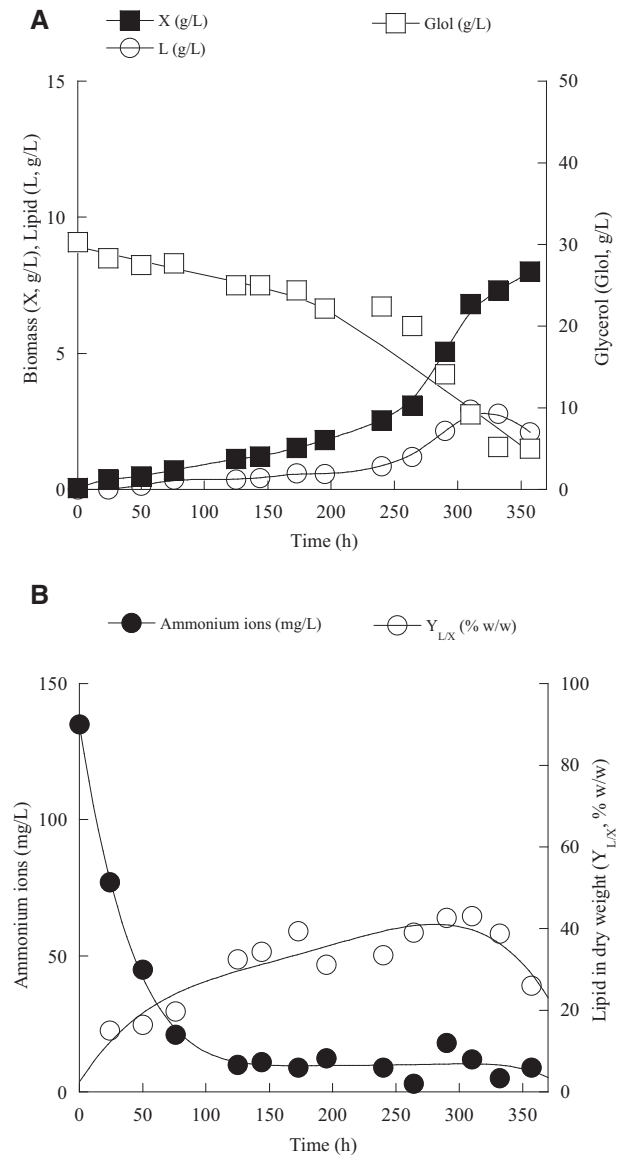 A
X (g/L)
Glol (g/L)
L (g/L)
15
50
40
10
30
20
5
10
0
0
0
50
100
150
200
250
300
350
Time (h)
Biomass (X, g/L), Lipid (L, g/L)
Glycerol (Glol, g/L)
B
Ammonium ions (mg/L)
Y_L/X (% w/w)
150
100
80
100
60
50
40
20
0
0
0
50
100
150
200
250
300
350
Time (h)
Ammonium ions (mg/L)
Lipid in dry weight (Y_L/X, % w/w)